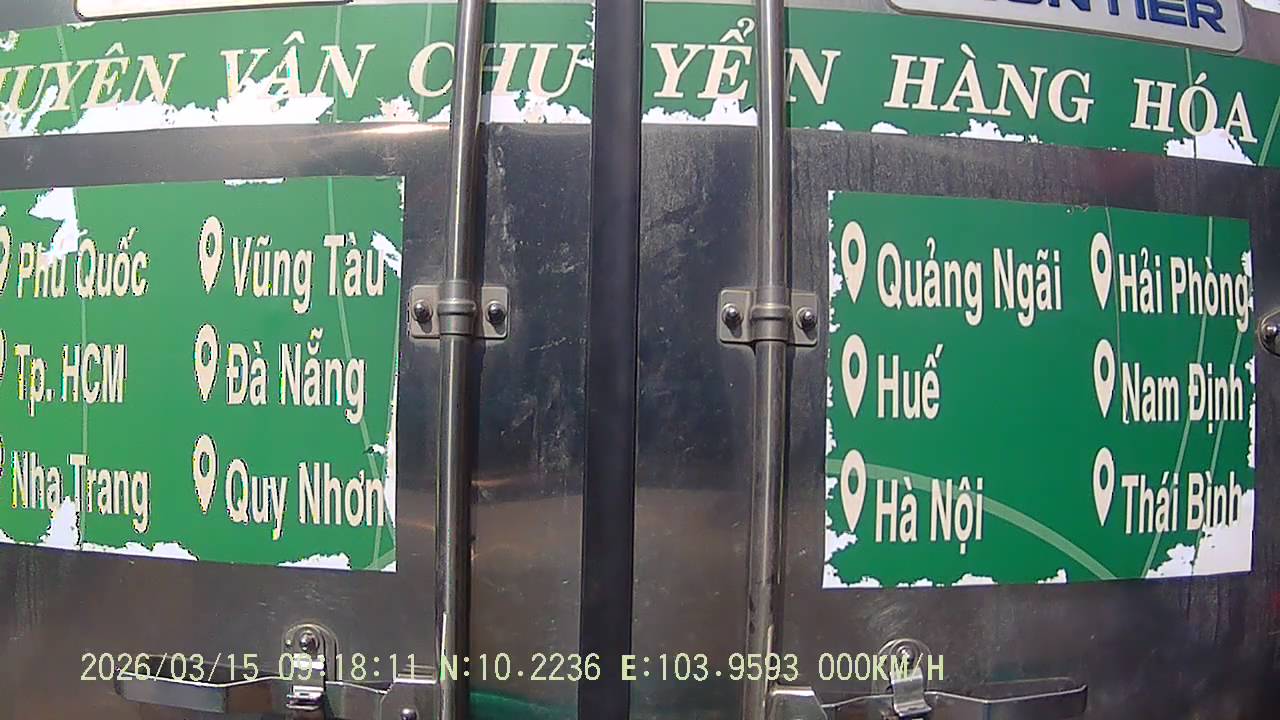 FRONTIER
CHUYÊN VẬN CHUYỂN HÀNG HÓA
Phú Quốc
Vũng Tàu
Tp. HCM
Đà Nẵng
Nha Trang
Quy Nhơn
Quảng Ngãi
Hải Phòng
Huế
Nam Định
Hà Nội
Thái Bình
2026/03/15 09:18:11 N:10.2236 E:103.9593 000KM/H